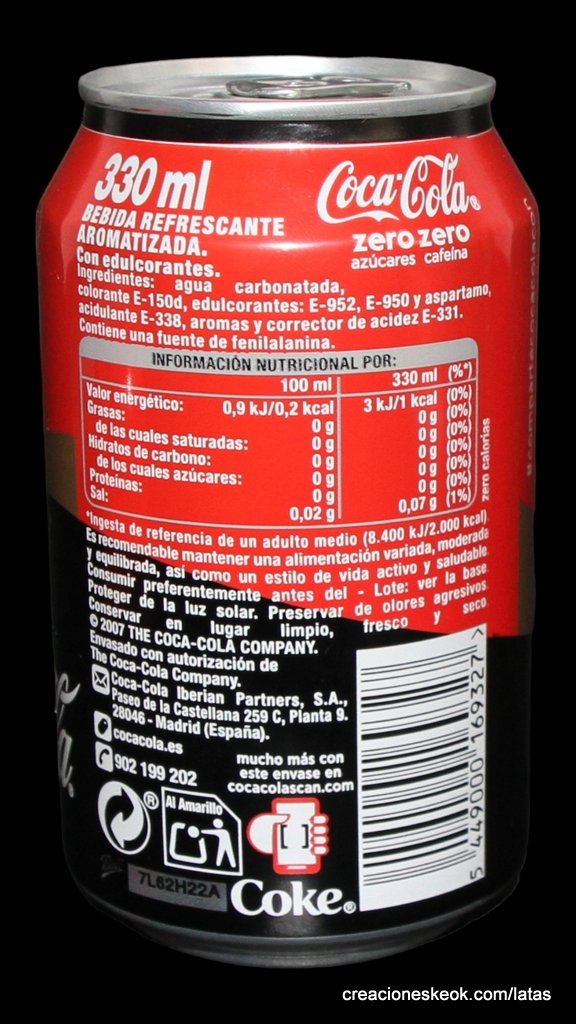 330 ml
BEBIDA REFRESCANTE
AROMATIZADA.
Con edulcorantes.
Coca-Cola®
zero zero
azúcares cafeína
Ingredientes: agua carbonatada,
colorante E-150d, edulcorantes: E-952, E-950 y aspartamo,
acidulante E-338, aromas y corrector de acidez E-331.
Contiene una fuente de fenilalanina.
INFORMACIÓN NUTRICIONAL POR:
100 ml 330 ml (%*)
Valor energético: 0,9 kJ/0,2 kcal 3 kJ/1 kcal (0%)
Grasas: 0 g 0 g (0%)
de las cuales saturadas: 0 g 0 g (0%)
Hidratos de carbono: 0 g 0 g (0%)
de los cuales azúcares: 0 g 0 g (0%)
Proteínas: 0 g 0 g (0%)
Sal: 0,02 g 0,07 g (1%)
zero calorías
*Ingesta de referencia de un adulto medio (8.400 kJ/2.000 kcal)
Es recomendable mantener una alimentación variada, moderada
y equilibrada, así como un estilo de vida activo y saludable.
Consumir preferentemente antes del - Lote: ver la base.
Proteger de la luz solar. Preservar de olores agresivos.
Conservar en lugar limpio, fresco y seco.
© 2007 THE COCA-COLA COMPANY.
Envasado con autorización de
The Coca-Cola Company.
Coca-Cola Iberian Partners, S.A.,
Paseo de la Castellana 259 C, Planta 9.
28046 - Madrid (España).
cocacola.es
902 199 202
mucho más con
este envase en
cocacolascan.com
®
Al Amarillo
7L62H22A
Coke®
5 449000 169327 >
creacioneskeok.com/latas